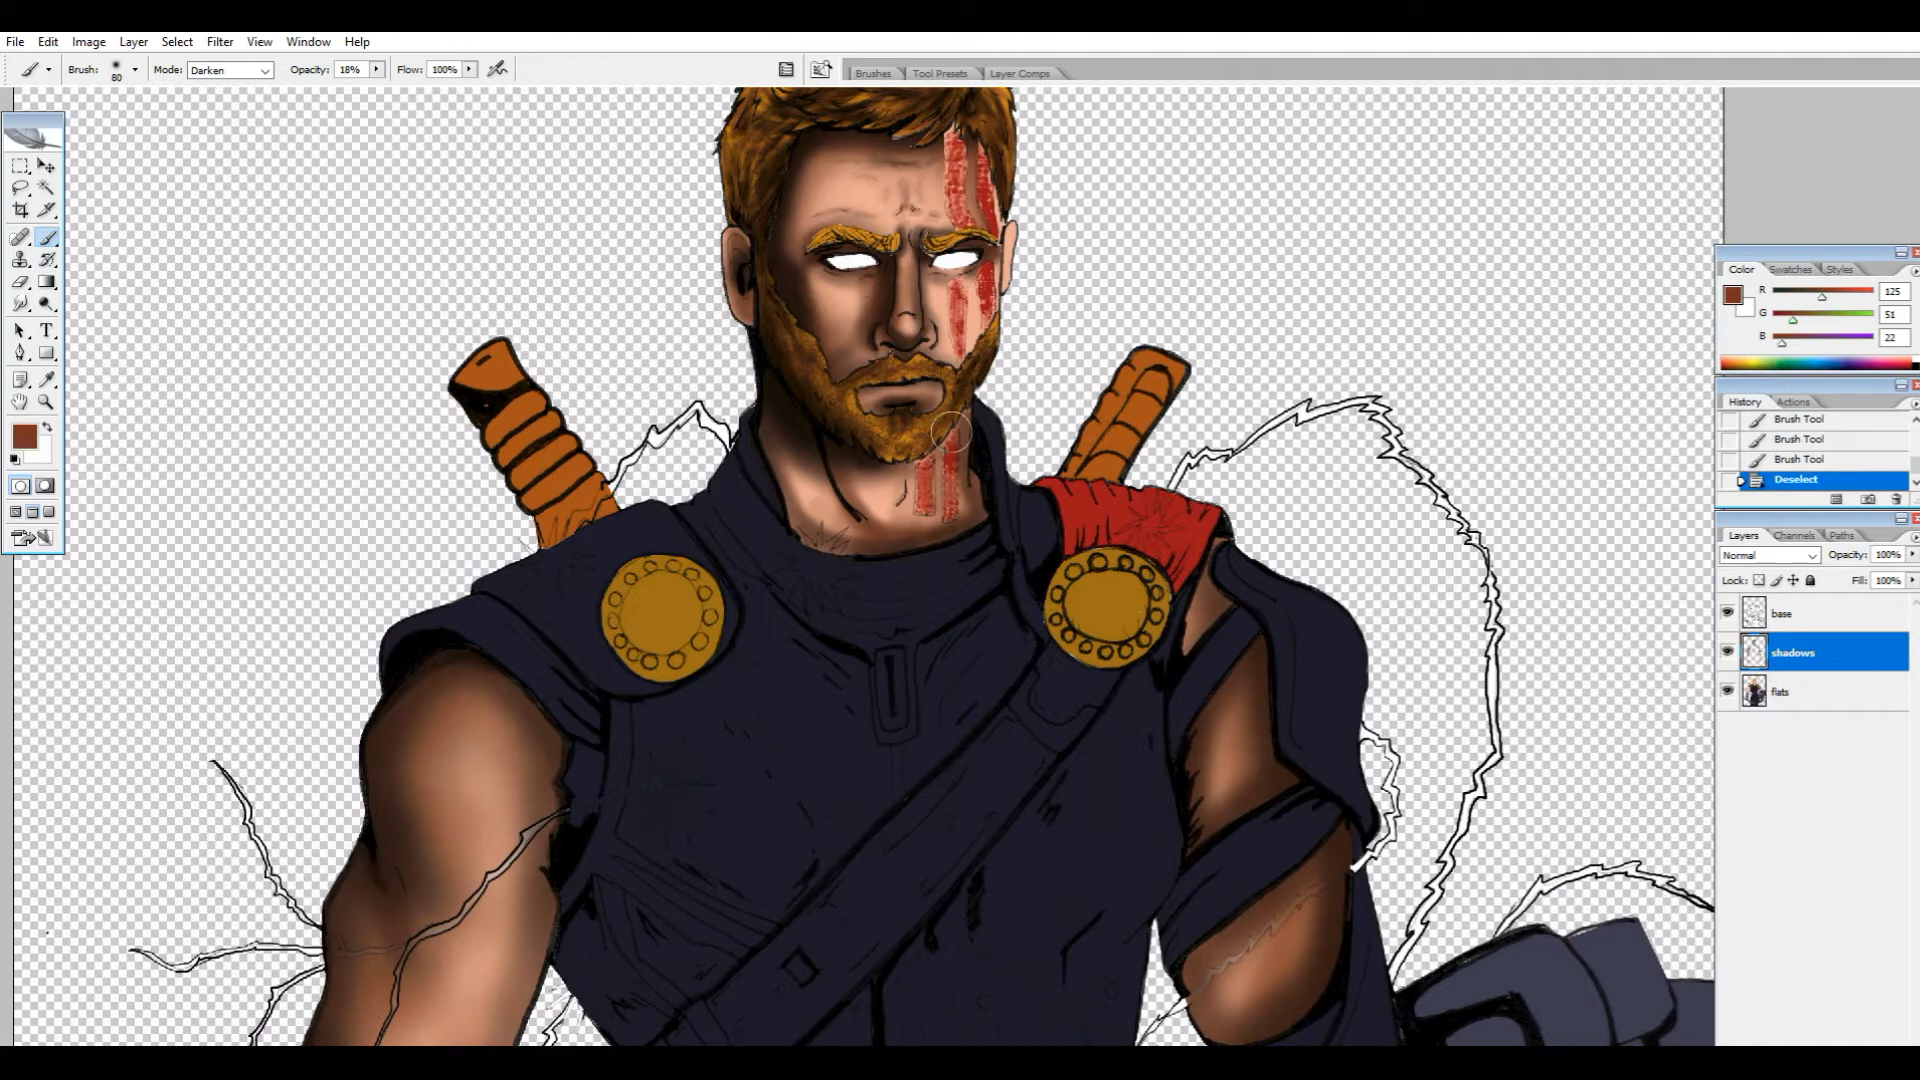 File Edit Image Layer Select Filter View Window Help
Brush: 80 Mode: Darken Opacity: 18% Flow: 100% Brushes Tool Presets Layer Comps
Color Swatches Styles
R 125
G 51
B 22
History Actions
Brush Tool
Brush Tool
Brush Tool
Deselect
Layers Channels Paths
Normal Opacity: 100%
Lock: Fill: 100%
base
shadows
flats